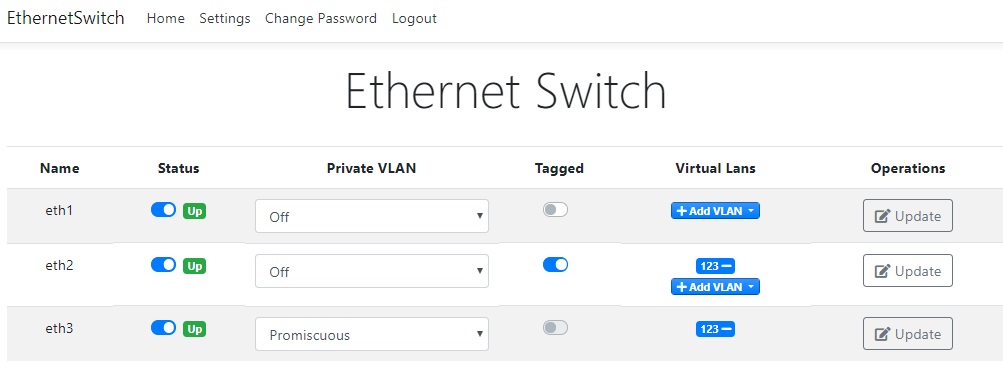 EthernetSwitch Home Settings Change Password Logout
Ethernet Switch
Name Status Private VLAN Tagged Virtual Lans Operations
eth1 Up Off + Add VLAN Update
eth2 Up Off 123 − Update
+ Add VLAN
eth3 Up Promiscuous 123 − Update